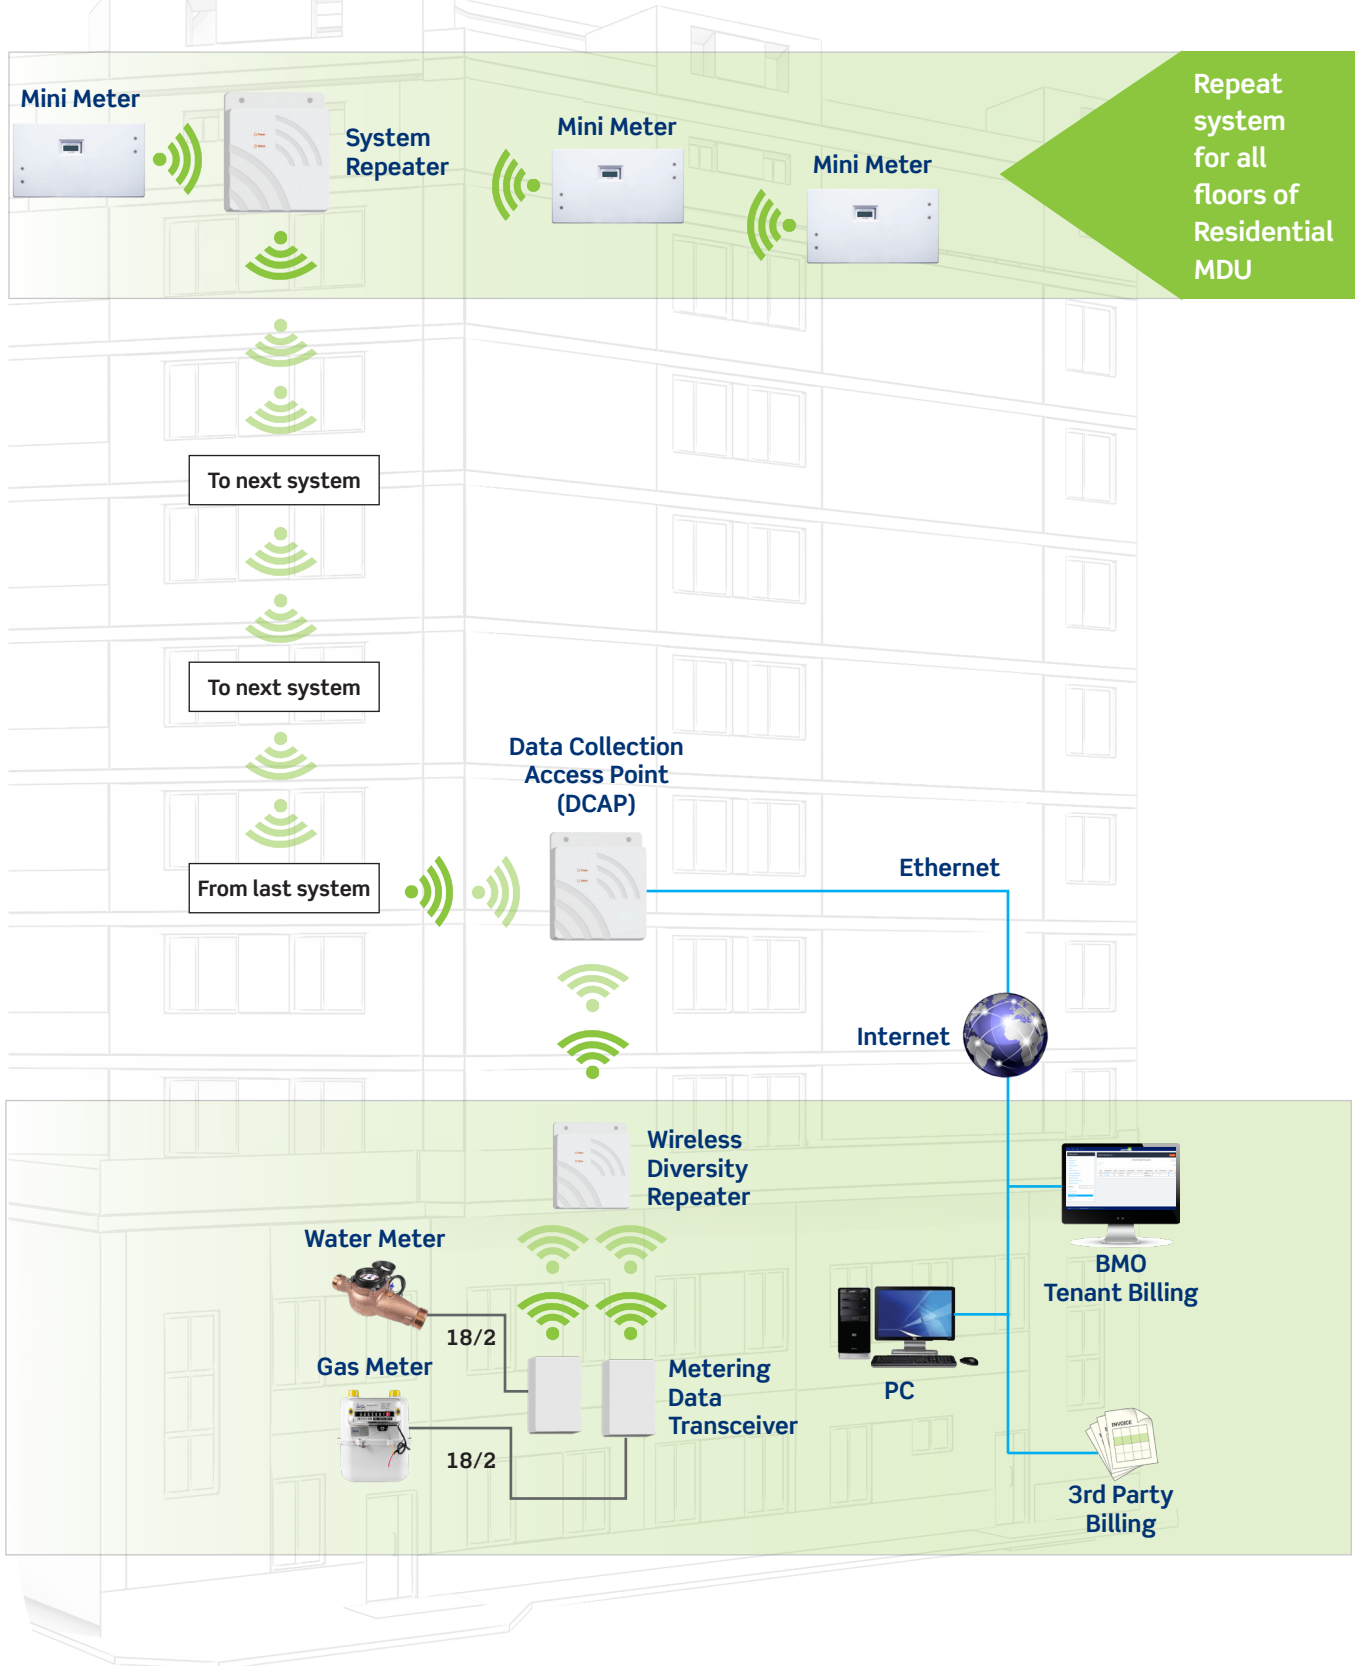 Mini Meter
System
Repeater
Mini Meter
Mini Meter
Repeat
system
for all
floors of
Residential
MDU
To next system
To next system
From last system
Data Collection
Access Point
(DCAP)
Ethernet
Internet
Wireless
Diversity
Repeater
Water Meter
18/2
Gas Meter
18/2
Metering
Data
Transceiver
PC
BMO
Tenant Billing
INVOICE
3rd Party
Billing